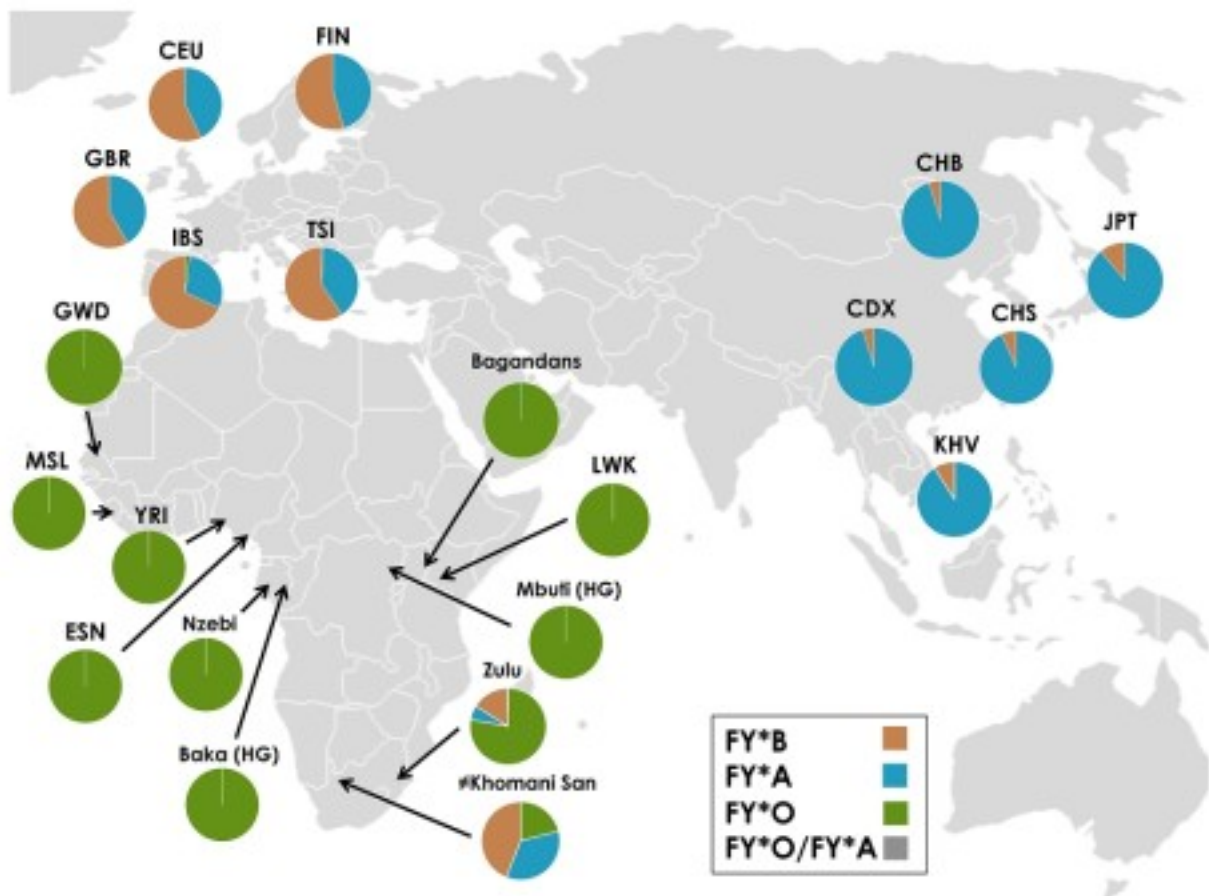 FIN
CEU
GBR
CHB
JPT
IBS
TSI
GWD
CDX
CHS
Bagandans
KHV
MSL
LWK
YRI
Mbuti (HG)
ESN
Nzebi
Zulu
Baka (HG)
≠Khomani San
FY*B
FY*A
FY*O
FY*O/FY*A